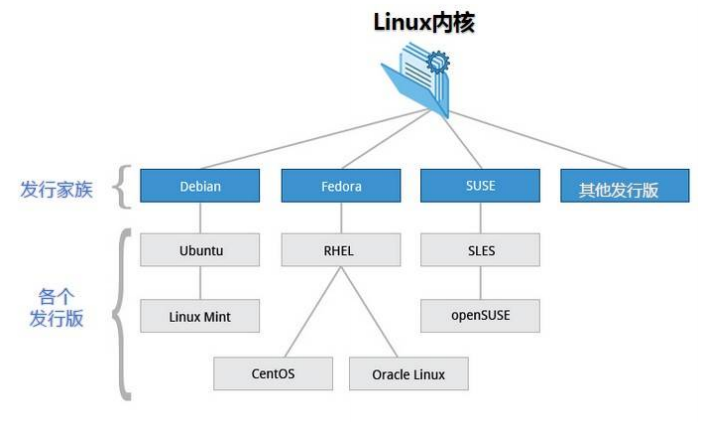 Linux内核
发行家族
Debian
Fedora
SUSE
其他发行版
各个
发行版
Ubuntu
RHEL
SLES
Linux Mint
openSUSE
CentOS
Oracle Linux